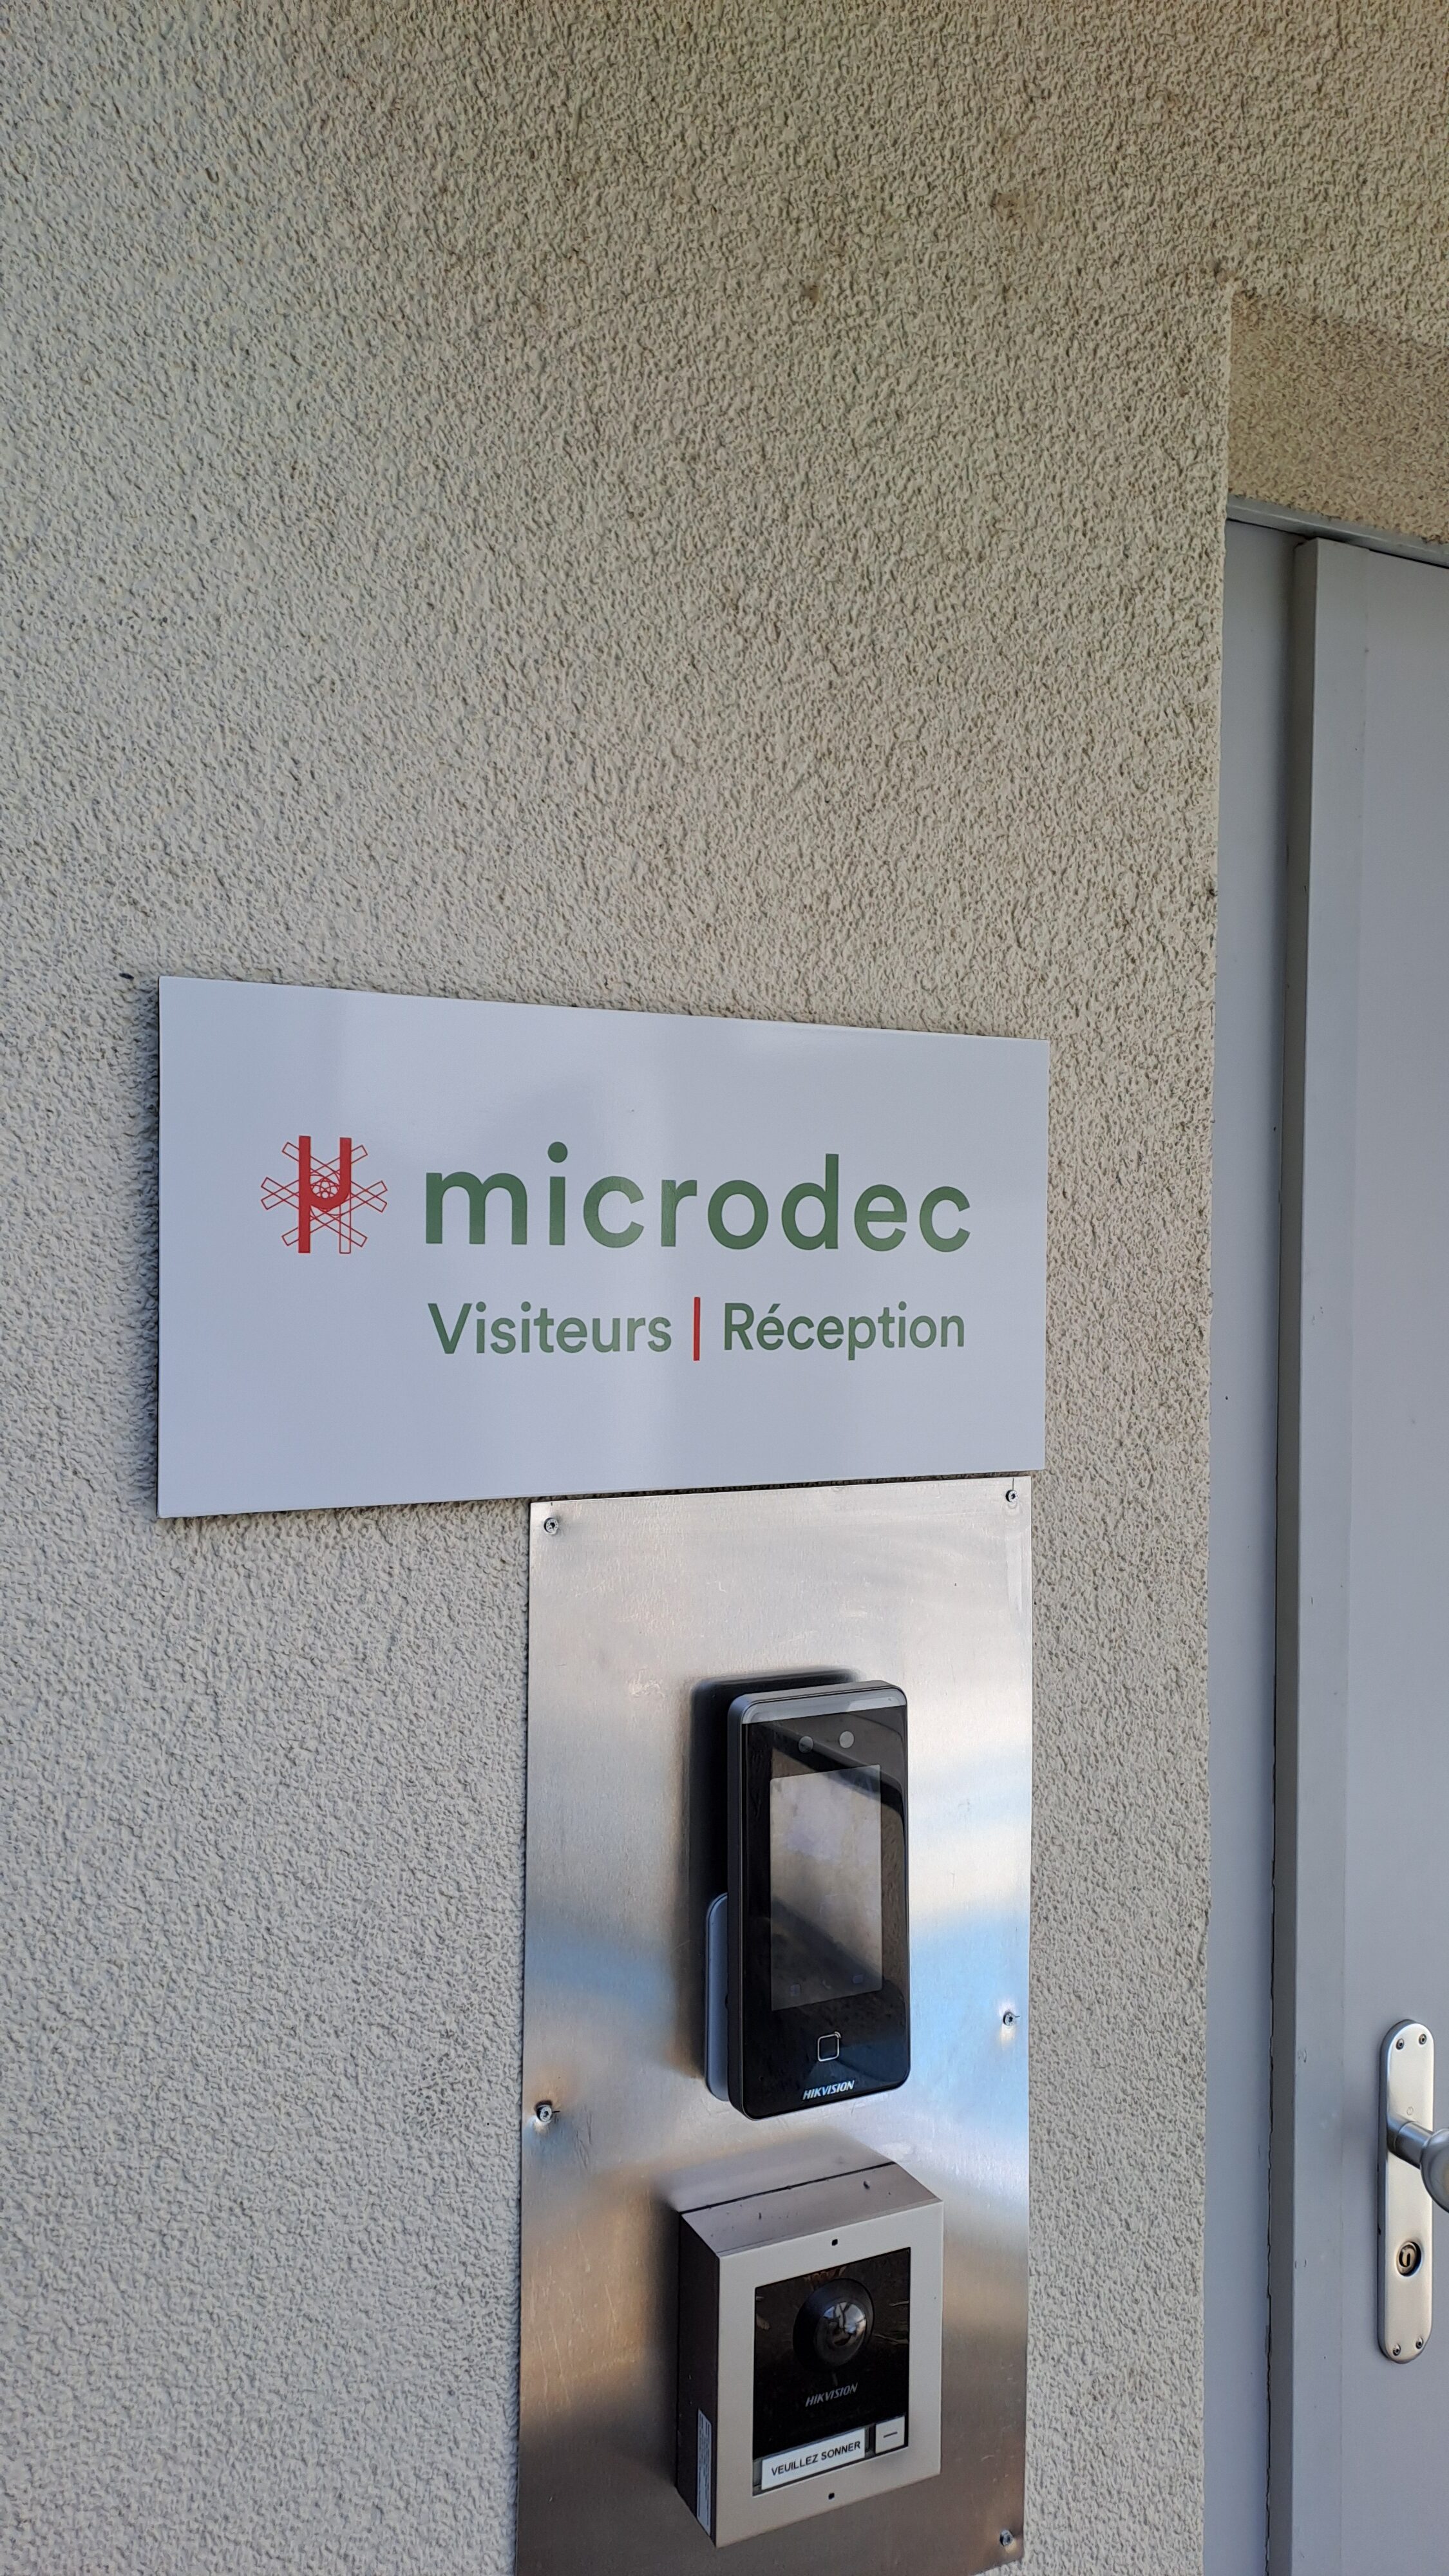 µ microdec
Visiteurs | Réception
HIKVISION
HIKVISION
VEUILLEZ SONNER